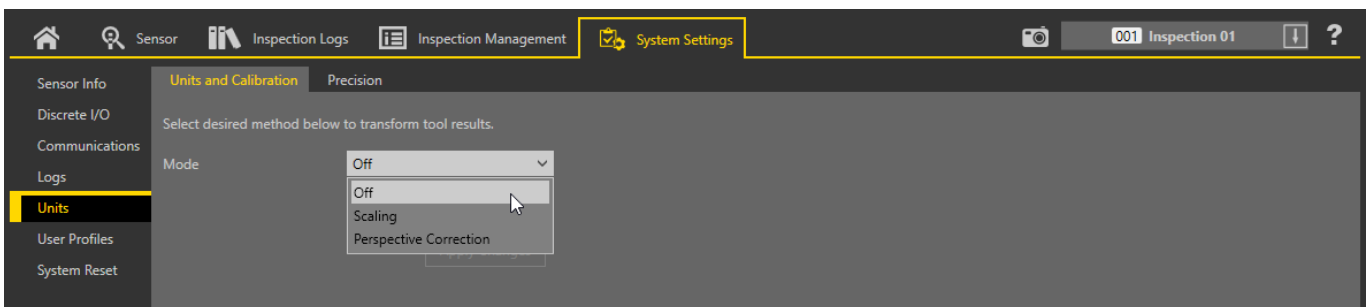 Sensor Inspection Logs Inspection Management System Settings 001 Inspection 01 ?
Sensor Info
Discrete I/O
Communications
Logs
Units
User Profiles
System Reset
Units and Calibration Precision
Select desired method below to transform tool results.
Mode Off
Off
Scaling
Perspective Correction